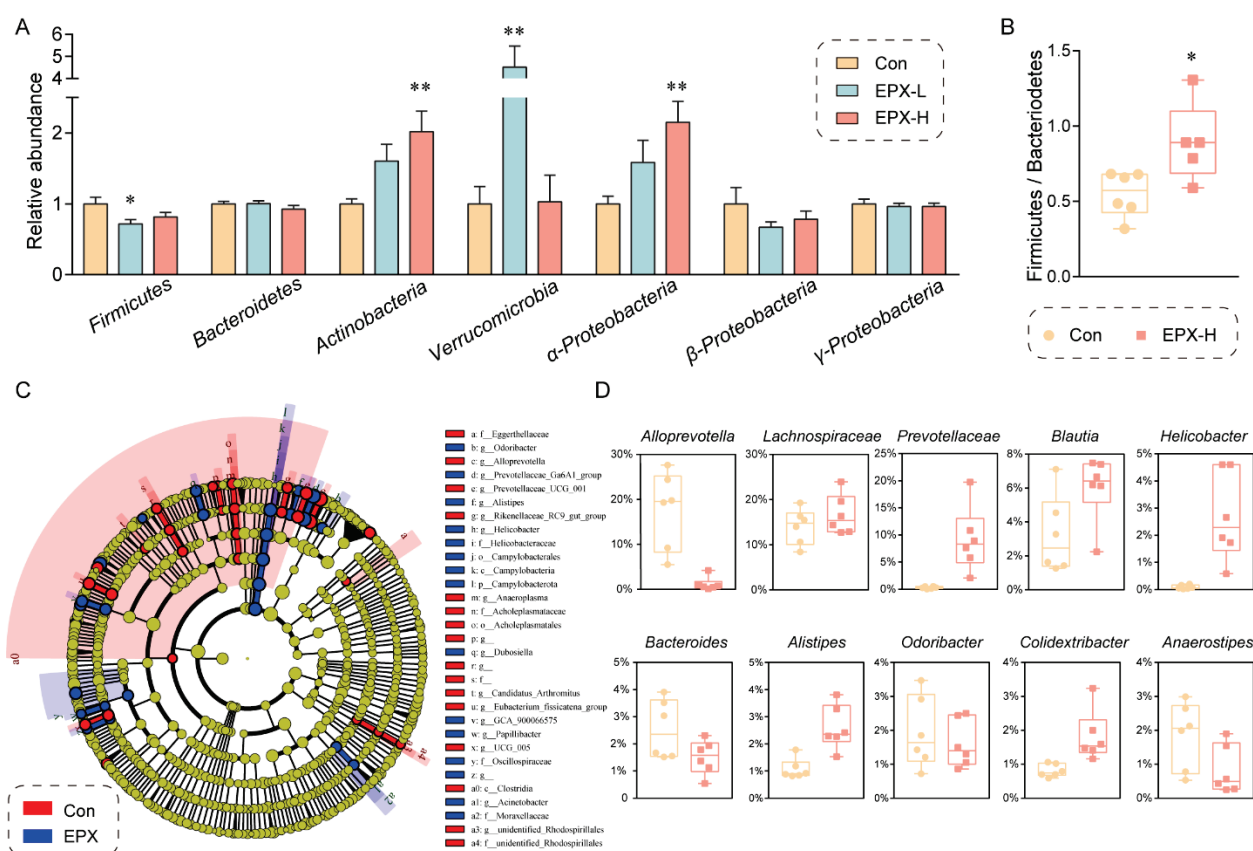 A
Relative abundance
6
5
4
2
1
0
*
**
**
**
Con
EPX-L
EPX-H
Firmicutes
Bacteroidetes
Actinobacteria
Verrucomicrobia
α-Proteobacteria
β-Proteobacteria
γ-Proteobacteria
B
Firmicutes / Bacteriodetes
1.5
1.0
0.5
0.0
*
Con
EPX-H
C
a0
a
a4
a2
l
k
o
n
m
s
Con
EPX
a: f__Eggerthellaceae
b: g__Odoribacter
c: g__Alloprevotella
d: g__Prevotellaceae_Ga6A1_group
e: g__Prevotellaceae_UCG_001
f: g__Alistipes
g: g__Rikenellaceae_RC9_gut_group
h: g__Helicobacter
i: f__Helicobacteraceae
j: o__Campylobacterales
k: c__Campylobacteria
l: p__Campylobacterota
m: g__Anaeroplasma
n: f__Acholeplasmataceae
o: o__Acholeplasmatales
p: g__
q: g__Dubosiella
r: g__
s: f__
t: g__Candidatus_Arthromitus
u: g__Eubacterium_fissicatena_group
v: g__GCA_900066575
w: g__Papillibacter
x: g__UCG_005
y: f__Oscillospiraceae
z: g__
a0: c__Clostridia
a1: g__Acinetobacter
a2: f__Moraxellaceae
a3: g__unidentified_Rhodospirillales
a4: f__unidentified_Rhodospirillales
D
Alloprevotella
30%
20%
10%
0%
Lachnospiraceae
30%
20%
10%
0%
Prevotellaceae
25%
20%
15%
10%
5%
0%
Blautia
8%
6%
4%
2%
0%
Helicobacter
5%
4%
3%
2%
1%
0%
Bacteroides
5%
4%
3%
2%
1%
0
Alistipes
5%
4%
3%
2%
1%
0%
Odoribacter
4%
3%
2%
1%
0%
Colidextribacter
4%
3%
2%
1%
0%
Anaerostipes
4%
3%
2%
1%
0%